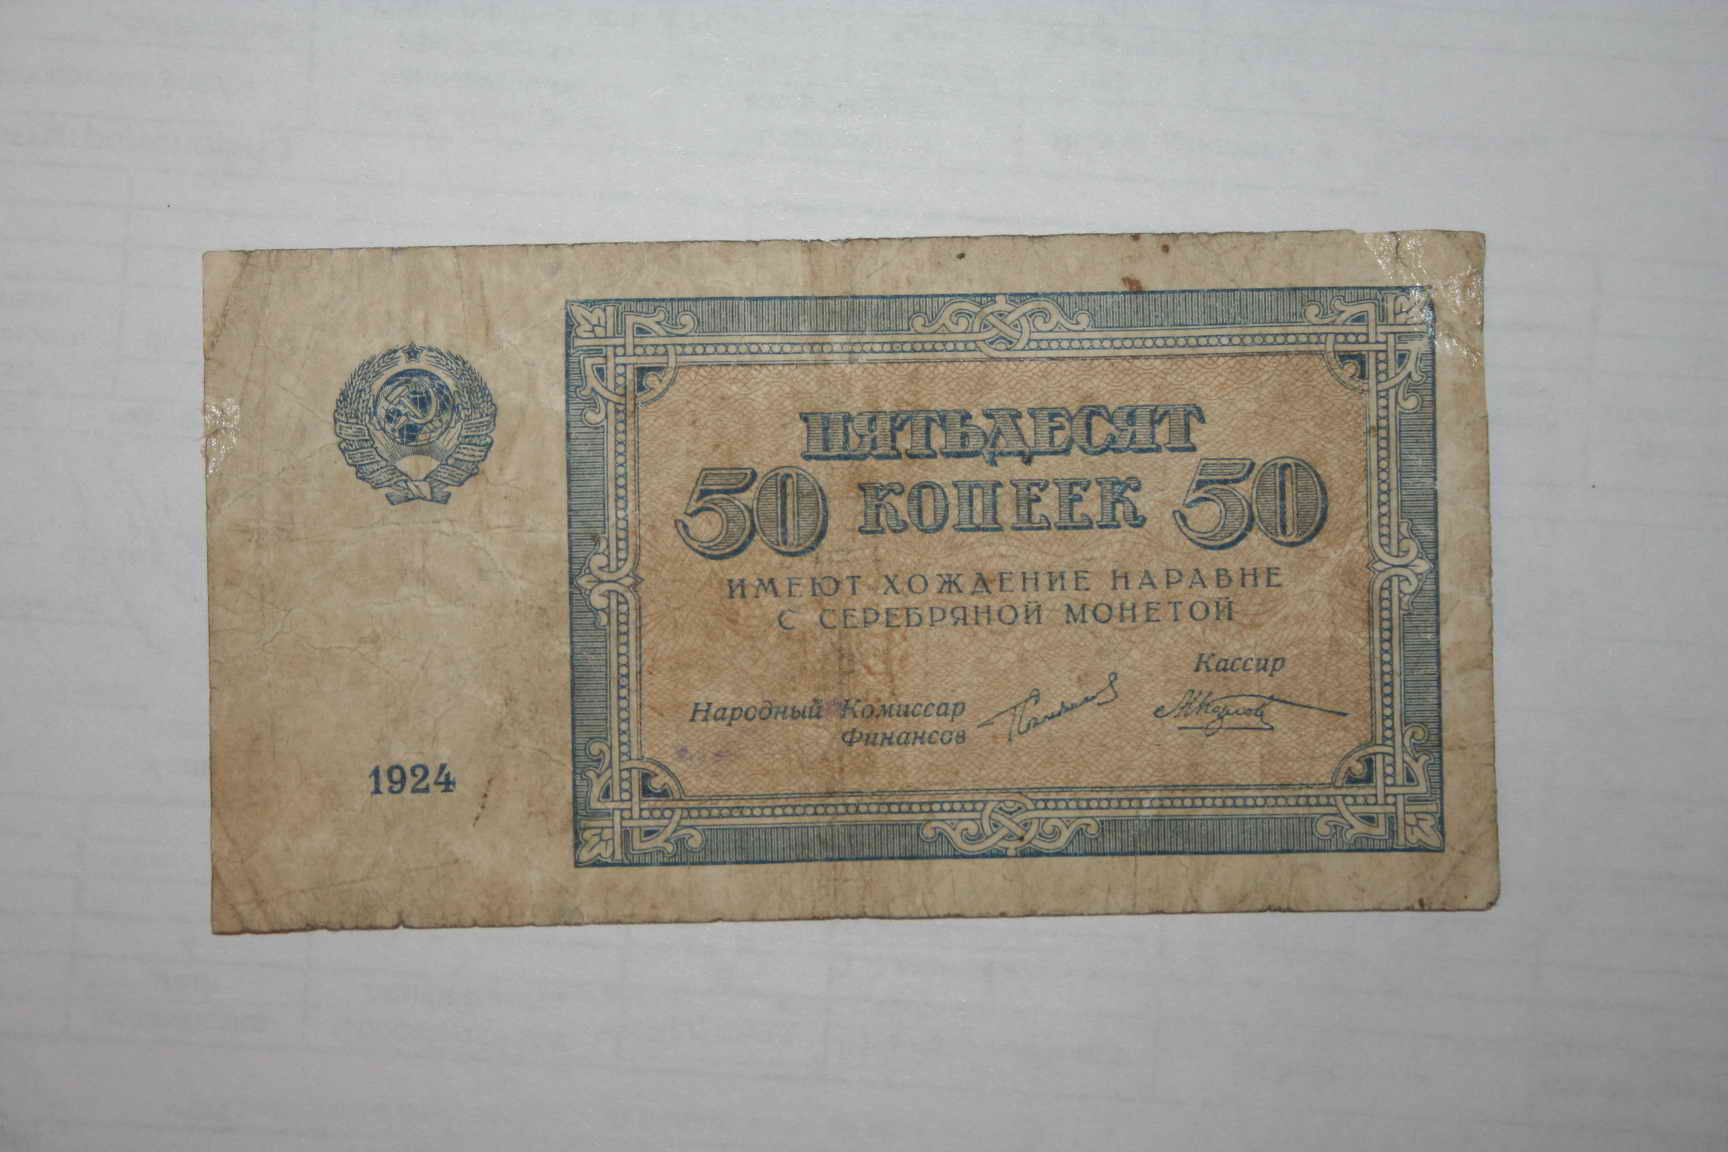 ПЯТЬДЕСЯТ
50 КОПЕЕК 50
ИМЕЮТ ХОЖДЕНИЕ НАРАВНЕ
С СЕРЕБРЯНОЙ МОНЕТОЙ
Кассир
Народный Комиссар
Финансов
1924